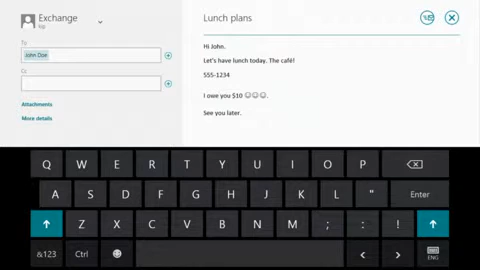 Exchange
To
John Doe
Cc
Attachments
More details
Lunch plans
Hi John.
Let's have lunch today. The café!
555-1234
I owe you $10 ☺☺☺.
See you later.
Q W E R T Y U I O P
A S D F G H J K L " Enter
Z X C V B N M ; : !
&123 Ctrl < > ENG